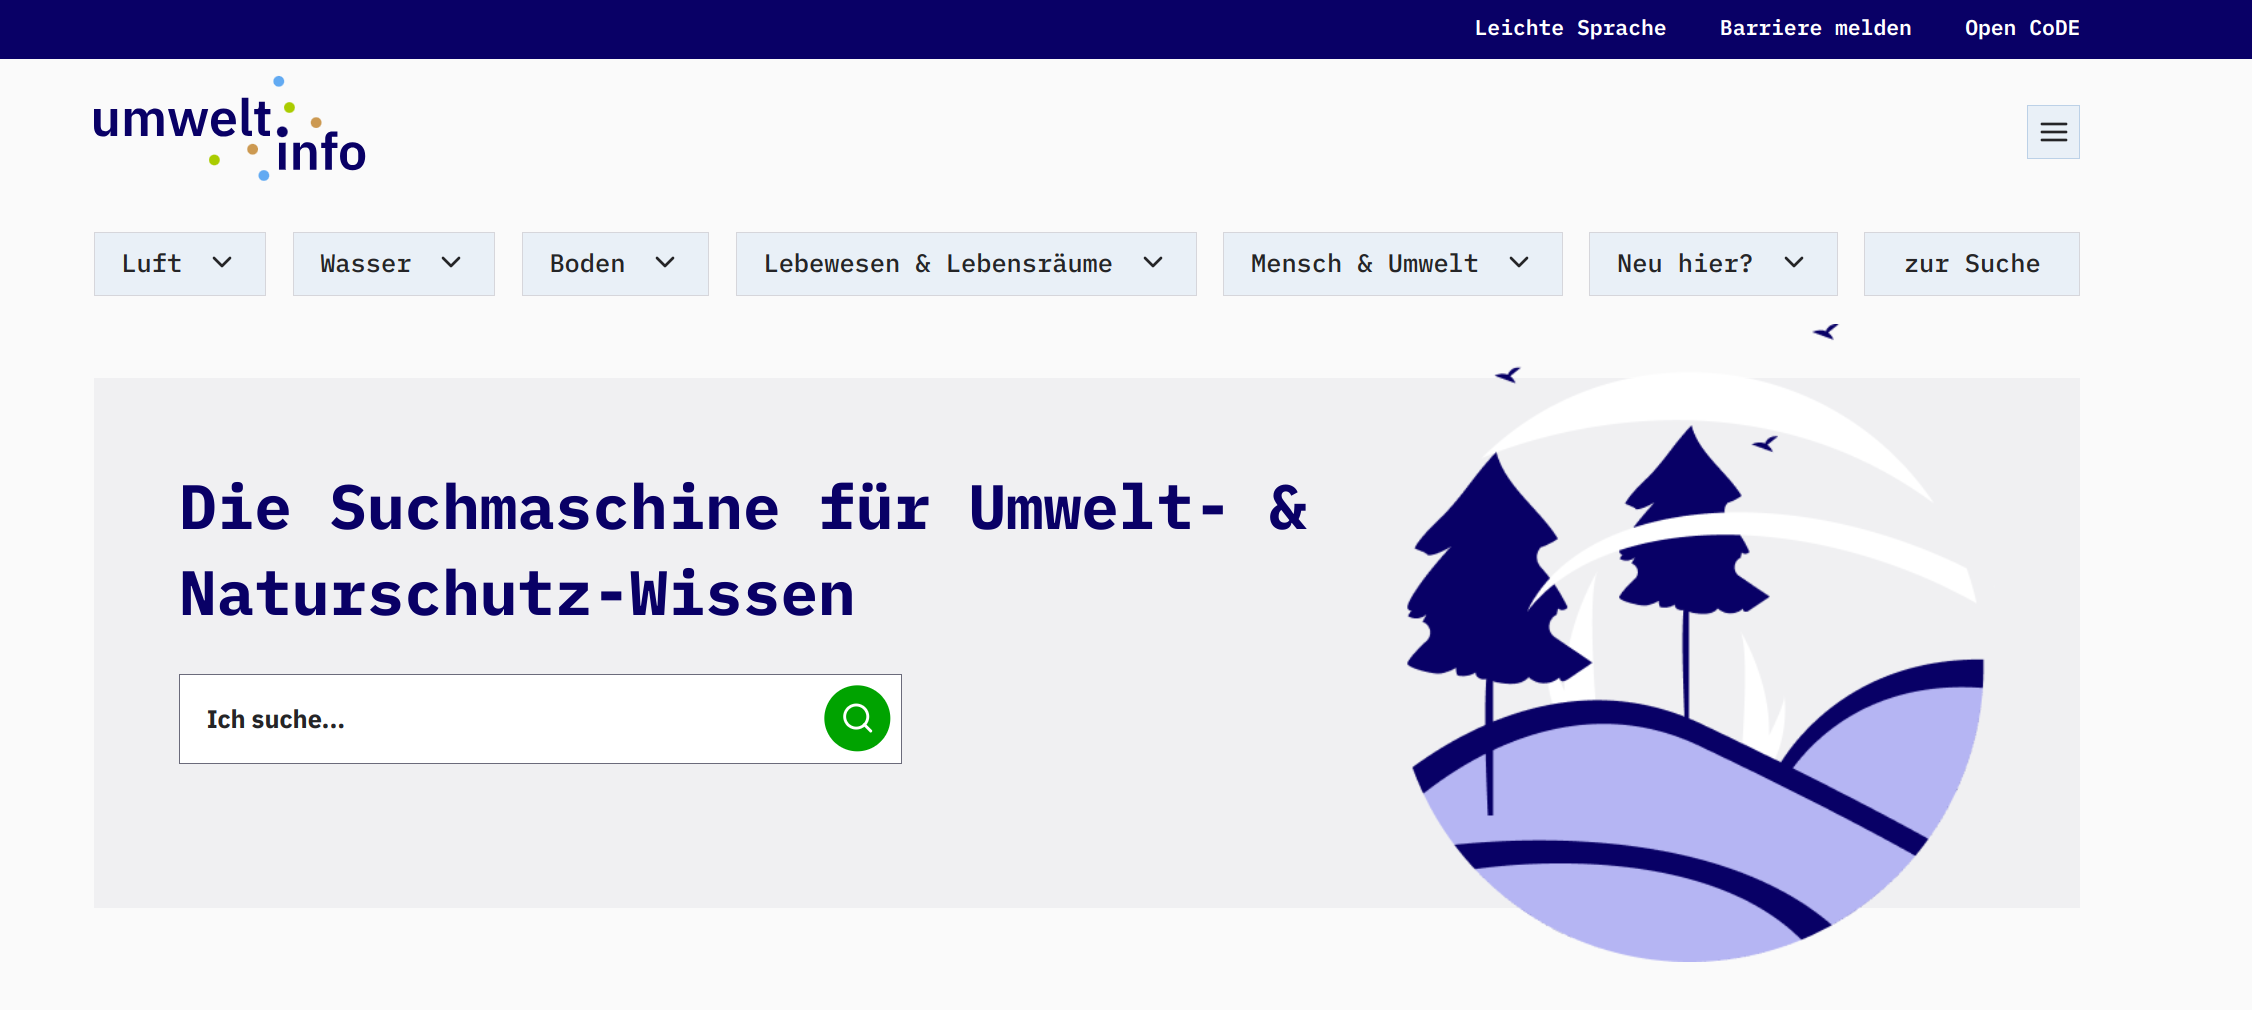 Leichte Sprache Barriere melden Open CoDE
umwelt.
info
Luft Wasser Boden Lebewesen & Lebensräume Mensch & Umwelt Neu hier? zur Suche
Die Suchmaschine für Umwelt- &
Naturschutz-Wissen
Ich suche...